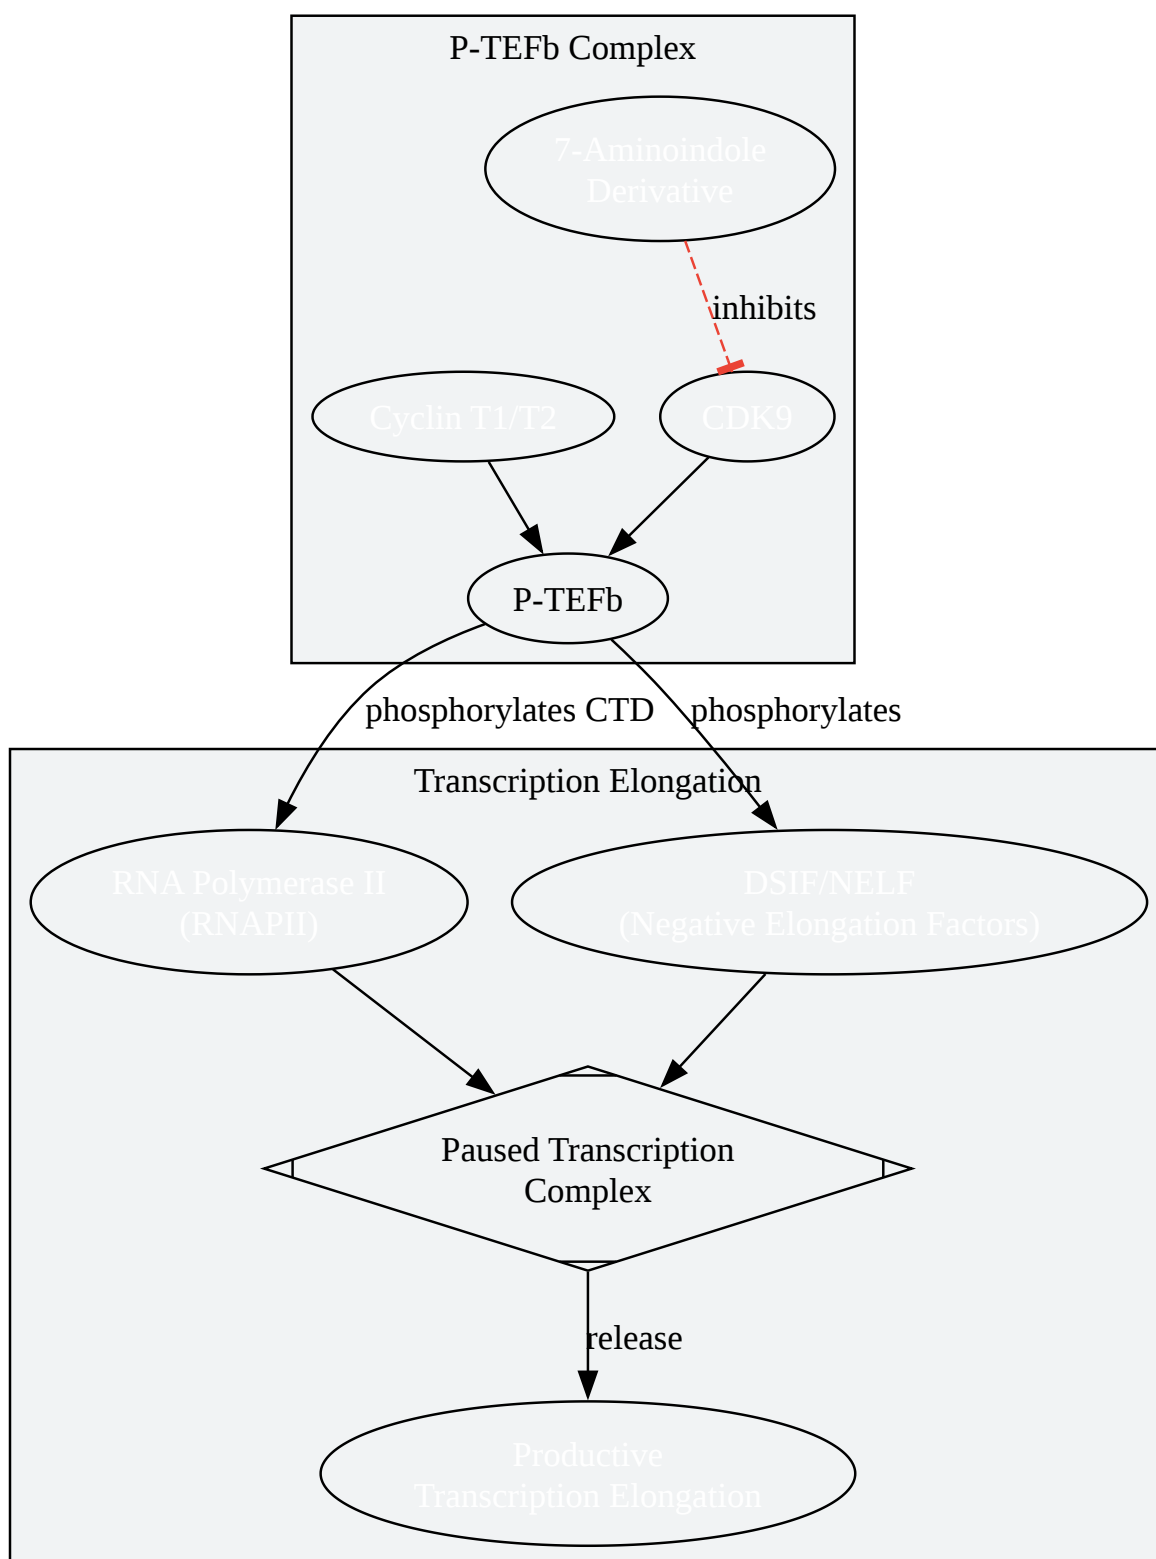 P-TEFb Complex
7-Aminoindole
Derivative
inhibits
Cyclin T1/T2
CDK9
P-TEFb
phosphorylates CTD
phosphorylates
Transcription Elongation
RNA Polymerase II
(RNAPII)
DSIF/NELF
(Negative Elongation Factors)
Paused Transcription
Complex
release
Productive
Transcription Elongation